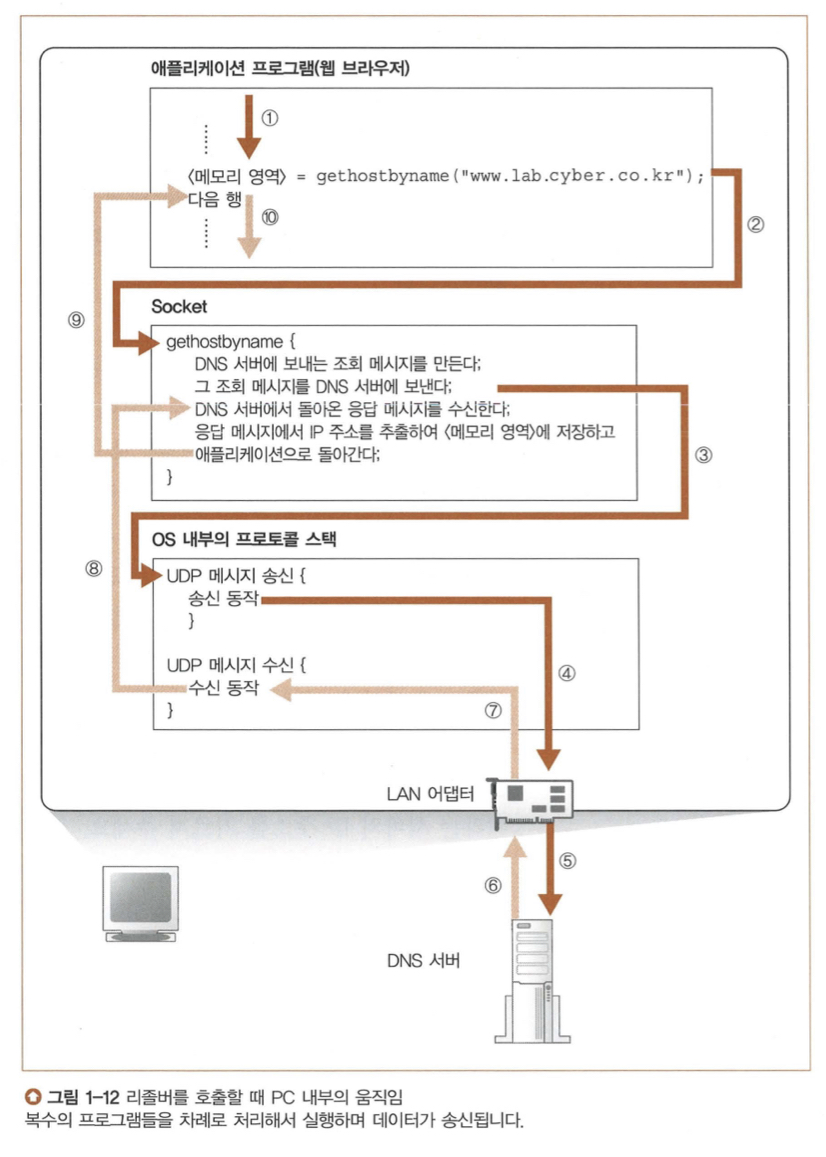 애플리케이션 프로그램(웹 브라우저)
①
〈메모리 영역〉 = gethostbyname("www.lab.cyber.co.kr");
다음 행
⑩
②
⑨
Socket
gethostbyname {
DNS 서버에 보내는 조회 메시지를 만든다;
그 조회 메시지를 DNS 서버에 보낸다;
DNS 서버에서 돌아온 응답 메시지를 수신한다;
응답 메시지에서 IP 주소를 추출하여 〈메모리 영역〉에 저장하고
애플리케이션으로 돌아간다;
}
③
OS 내부의 프로토콜 스택
⑧
UDP 메시지 송신 {
송신 동작
}
UDP 메시지 수신 {
수신 동작
}
④
⑦
LAN 어댑터
⑤
⑥
DNS 서버
그림 1-12 리졸버를 호출할 때 PC 내부의 움직임
복수의 프로그램들을 차례로 처리해서 실행하며 데이터가 송신됩니다.